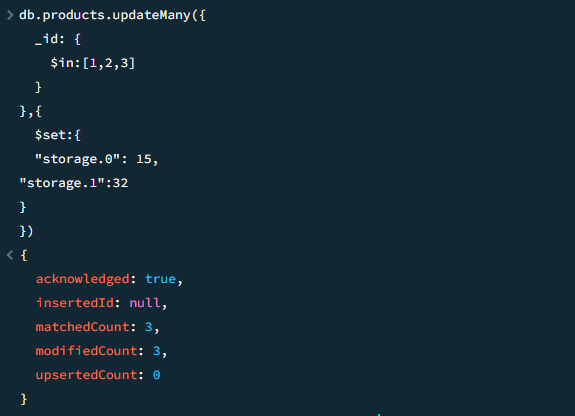 > db.products.updateMany({
_id: {
$in:[1,2,3]
}
},{
$set:{
"storage.0": 15,
"storage.1":32
}
})
< {
acknowledged: true,
insertedId: null,
matchedCount: 3,
modifiedCount: 3,
upsertedCount: 0
}